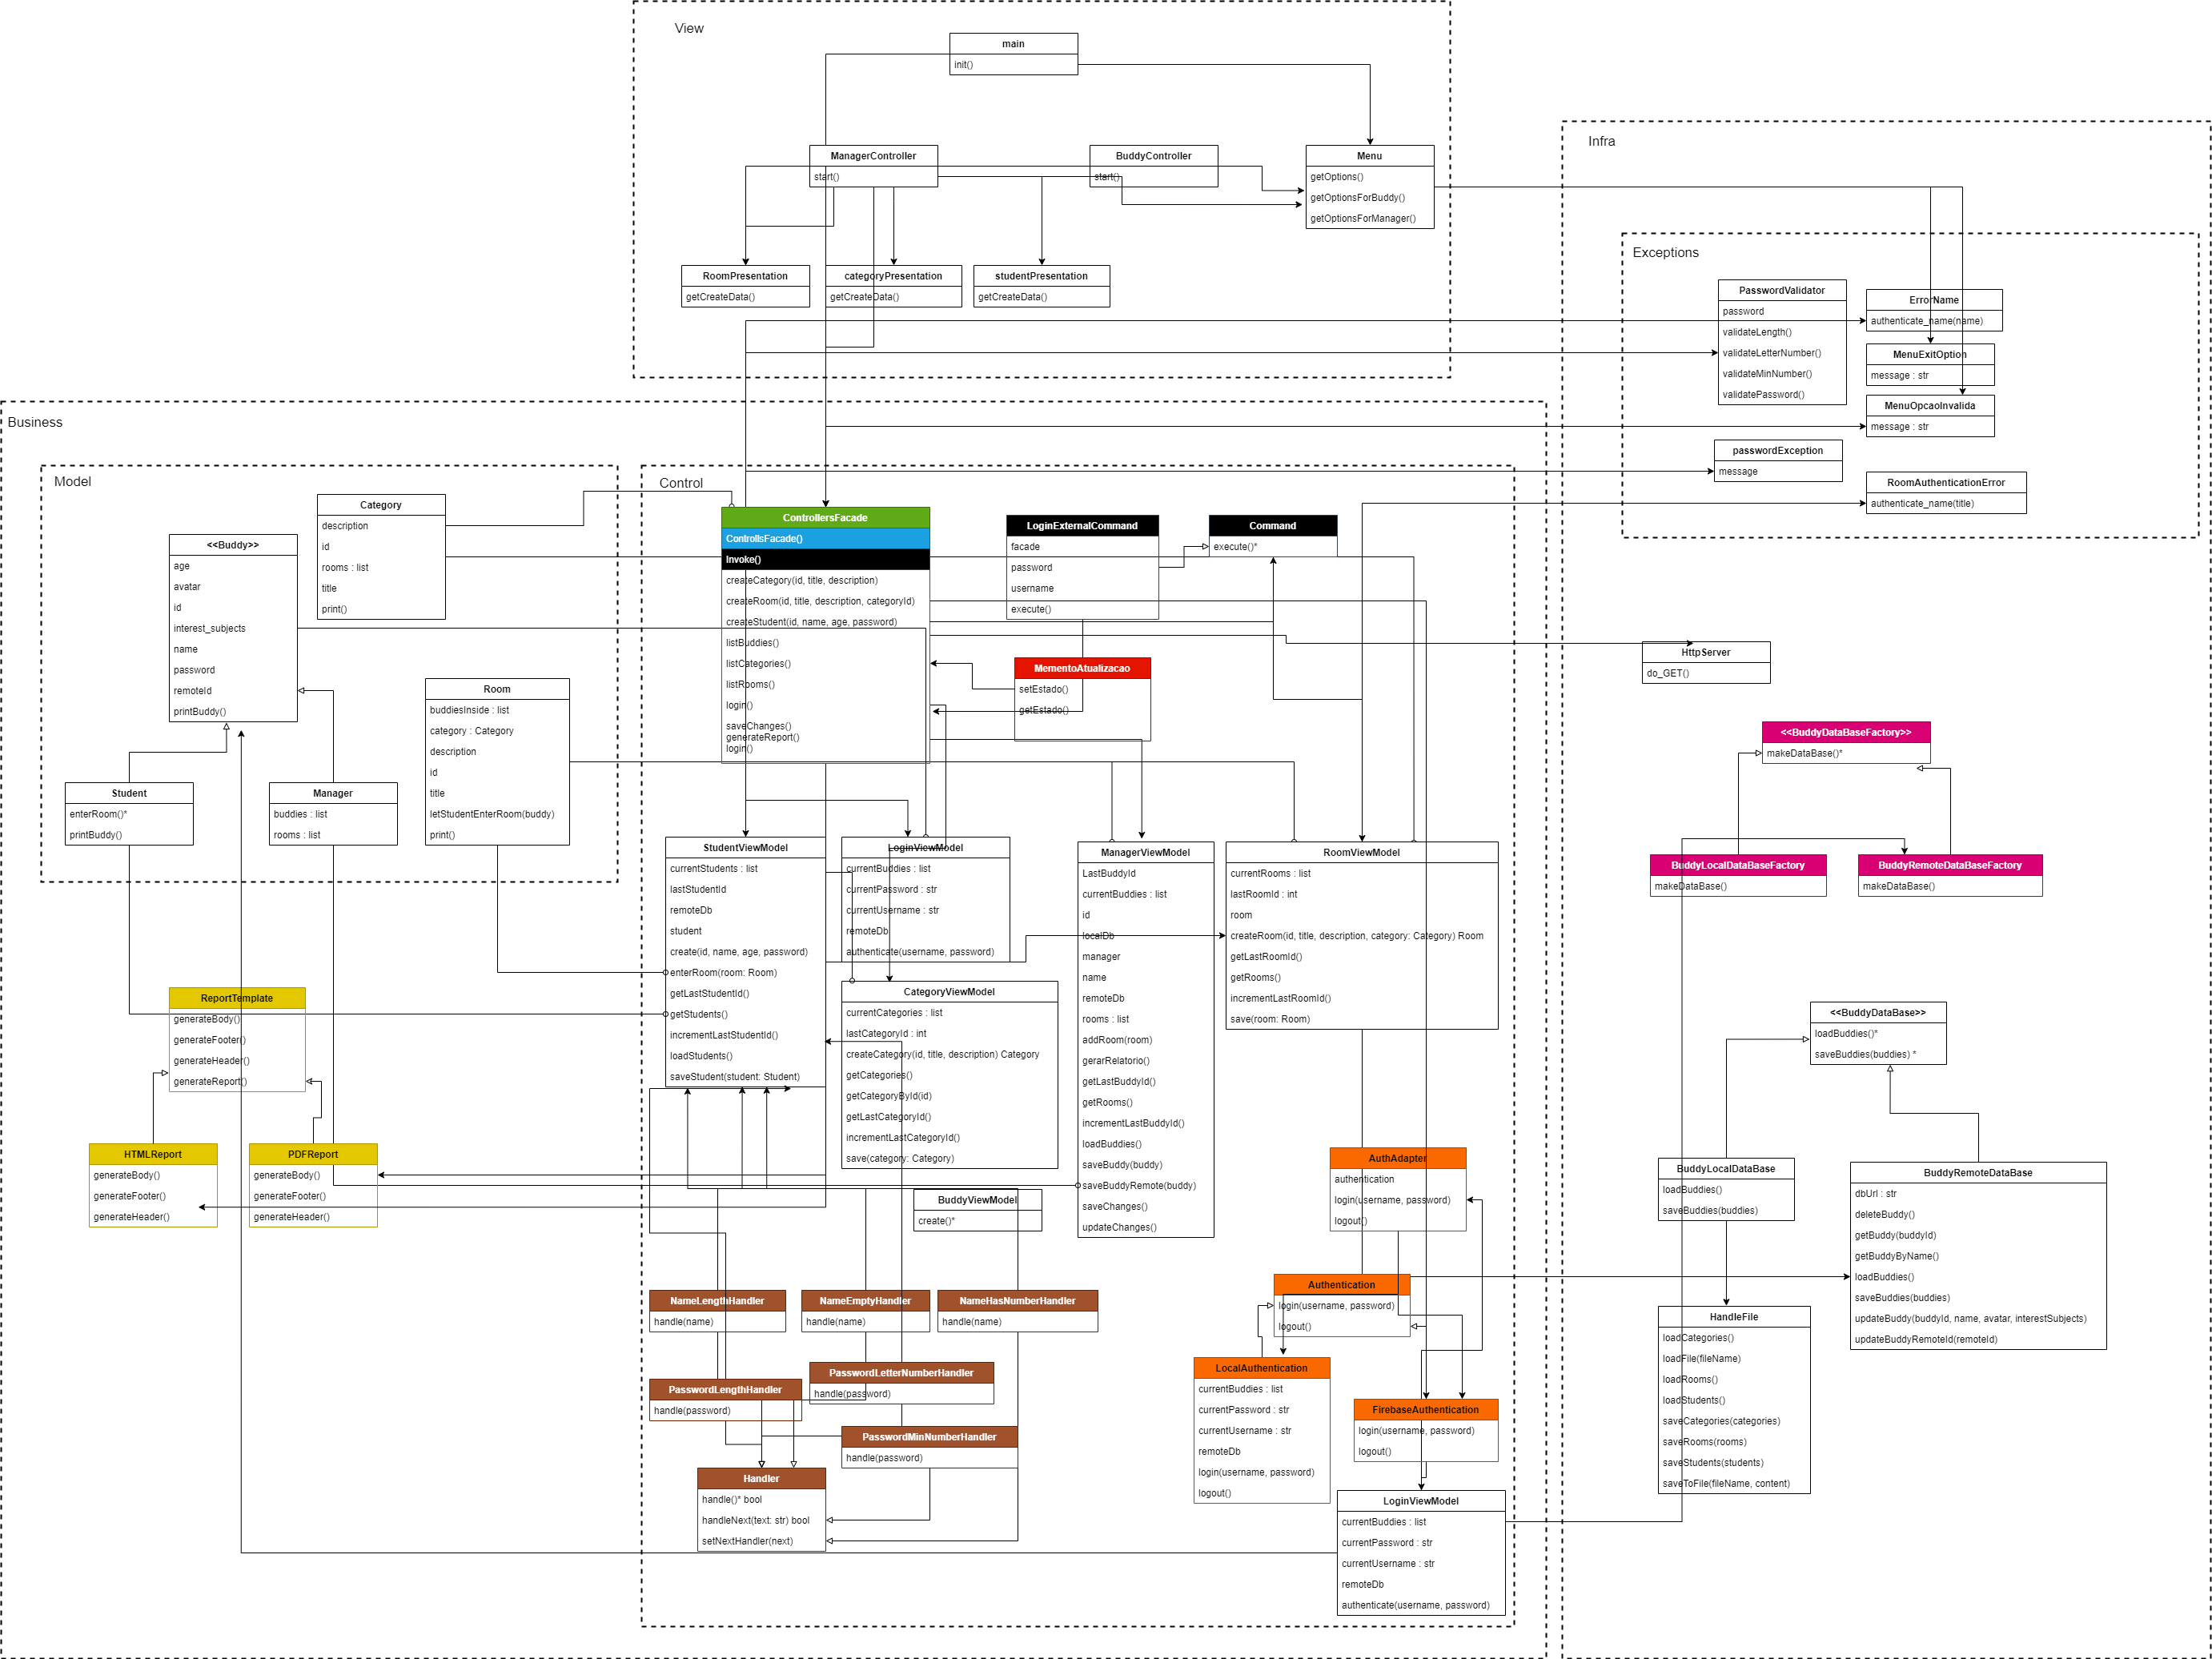 View
main
init()
ManagerController
start()
BuddyController
start()
Menu
getOptions()
getOptionsForBuddy()
getOptionsForManager()
RoomPresentation
getCreateData()
categoryPresentation
getCreateData()
studentPresentation
getCreateData()
Infra
Exceptions
PasswordValidator
password
validateLength()
validateLetterNumber()
validateMinNumber()
validatePassword()
ErrorName
authenticate_name(name)
MenuExitOption
message : str
MenuOpcaoInvalida
message : str
passwordException
message
RoomAuthenticationError
authenticate_name(title)
Business
Model
Category
description
id
rooms : list
title
print()
<<Buddy>>
age
avatar
id
interest_subjects
name
password
remoteId
printBuddy()
Room
buddiesInside : list
category : Category
description
id
title
letStudentEnterRoom(buddy)
print()
Student
enterRoom()*
printBuddy()
Manager
buddies : list
rooms : list
Control
ControllersFacade
ControllsFacade()
Invoke()
createCategory(id, title, description)
createRoom(id, title, description, categoryId)
createStudent(id, name, age, password)
listBuddies()
listCategories()
listRooms()
login()
saveChanges()
generateReport()
login()
LoginExternalCommand
facade
password
username
execute()
Command
execute()*
MementoAtualizacao
setEstado()
getEstado()
HttpServer
do_GET()
<<BuddyDataBaseFactory>>
makeDataBase()*
BuddyLocalDataBaseFactory
makeDataBase()
BuddyRemoteDataBaseFactory
makeDataBase()
StudentViewModel
currentStudents : list
lastStudentId
remoteDb
student
create(id, name, age, password)
enterRoom(room: Room)
getLastStudentId()
getStudents()
incrementLastStudentId()
loadStudents()
saveStudent(student: Student)
LoginViewModel
currentBuddies : list
currentPassword : str
currentUsername : str
remoteDb
authenticate(username, password)
CategoryViewModel
currentCategories : list
lastCategoryId : int
createCategory(id, title, description) Category
getCategories()
getCategoryById(id)
getLastCategoryId()
incrementLastCategoryId()
save(category: Category)
ManagerViewModel
LastBuddyId
currentBuddies : list
id
localDb
manager
name
remoteDb
rooms : list
addRoom(room)
gerarRelatorio()
getLastBuddyId()
getRooms()
incrementLastBuddyId()
loadBuddies()
saveBuddy(buddy)
saveBuddyRemote(buddy)
saveChanges()
updateChanges()
RoomViewModel
currentRooms : list
lastRoomId : int
room
createRoom(id, title, description, category: Category) Room
getLastRoomId()
getRooms()
incrementLastRoomId()
save(room: Room)
ReportTemplate
generateBody()
generateFooter()
generateHeader()
generateReport()
HTMLReport
generateBody()
generateFooter()
generateHeader()
PDFReport
generateBody()
generateFooter()
generateHeader()
BuddyViewModel
create()*
<<BuddyDataBase>>
loadBuddies()*
saveBuddies(buddies) *
BuddyLocalDataBase
loadBuddies()
saveBuddies(buddies)
BuddyRemoteDataBase
dbUrl : str
deleteBuddy()
getBuddy(buddyId)
getBuddyByName()
loadBuddies()
saveBuddies(buddies)
updateBuddy(buddyId, name, avatar, interestSubjects)
updateBuddyRemoteId(remoteId)
HandleFile
loadCategories()
loadFile(fileName)
loadRooms()
loadStudents()
saveCategories(categories)
saveRooms(rooms)
saveStudents(students)
saveToFile(fileName, content)
AuthAdapter
authentication
login(username, password)
logout()
Authentication
login(username, password)
logout()
LocalAuthentication
currentBuddies : list
currentPassword : str
currentUsername : str
remoteDb
login(username, password)
logout()
FirebaseAuthentication
login(username, password)
logout()
LoginViewModel
currentBuddies : list
currentPassword : str
currentUsername : str
remoteDb
authenticate(username, password)
NameLengthHandler
handle(name)
NameEmptyHandler
handle(name)
NameHasNumberHandler
handle(name)
PasswordLengthHandler
handle(password)
PasswordLetterNumberHandler
handle(password)
PasswordMinNumberHandler
handle(password)
Handler
handle()* bool
handleNext(text: str) bool
setNextHandler(next)